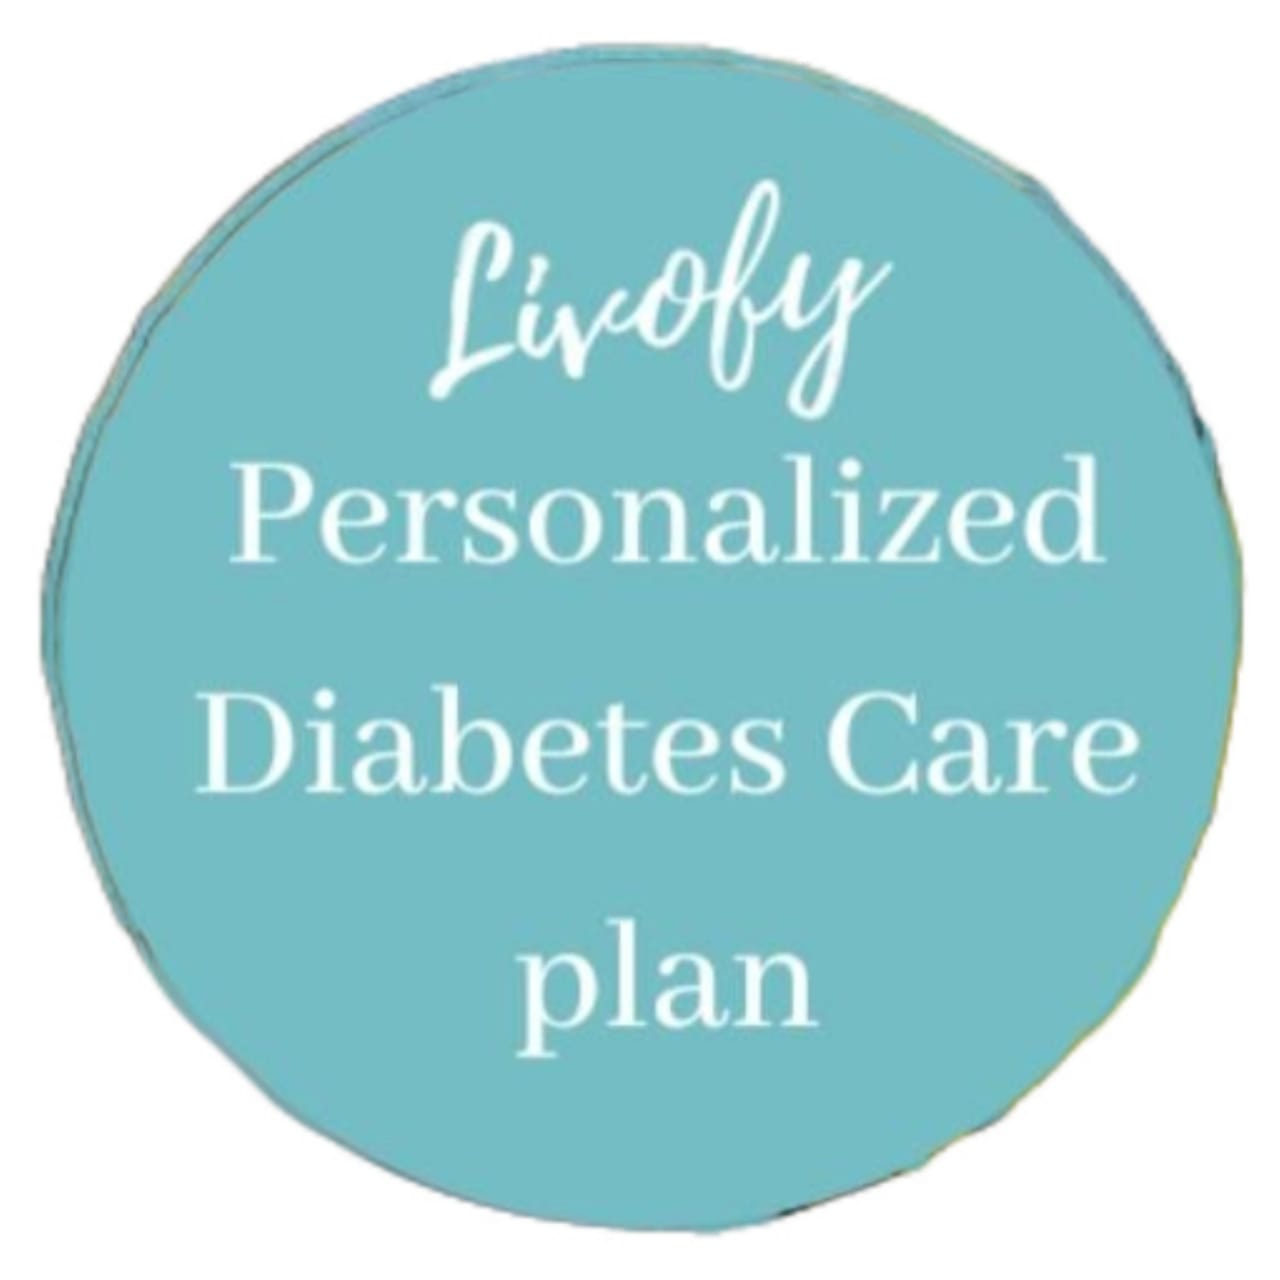 Livofy
Personalized
Diabetes Care
plan